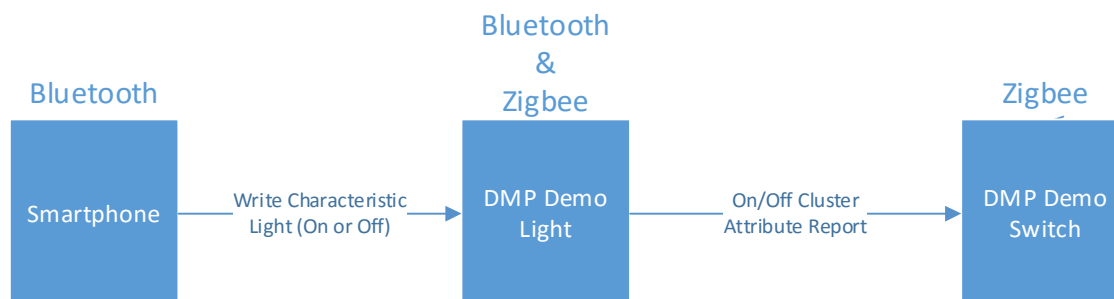 Bluetooth
Smartphone
Write Characteristic
Light (On or Off)
Bluetooth
&
Zigbee
DMP Demo
Light
On/Off Cluster
Attribute Report
Zigbee
DMP Demo
Switch